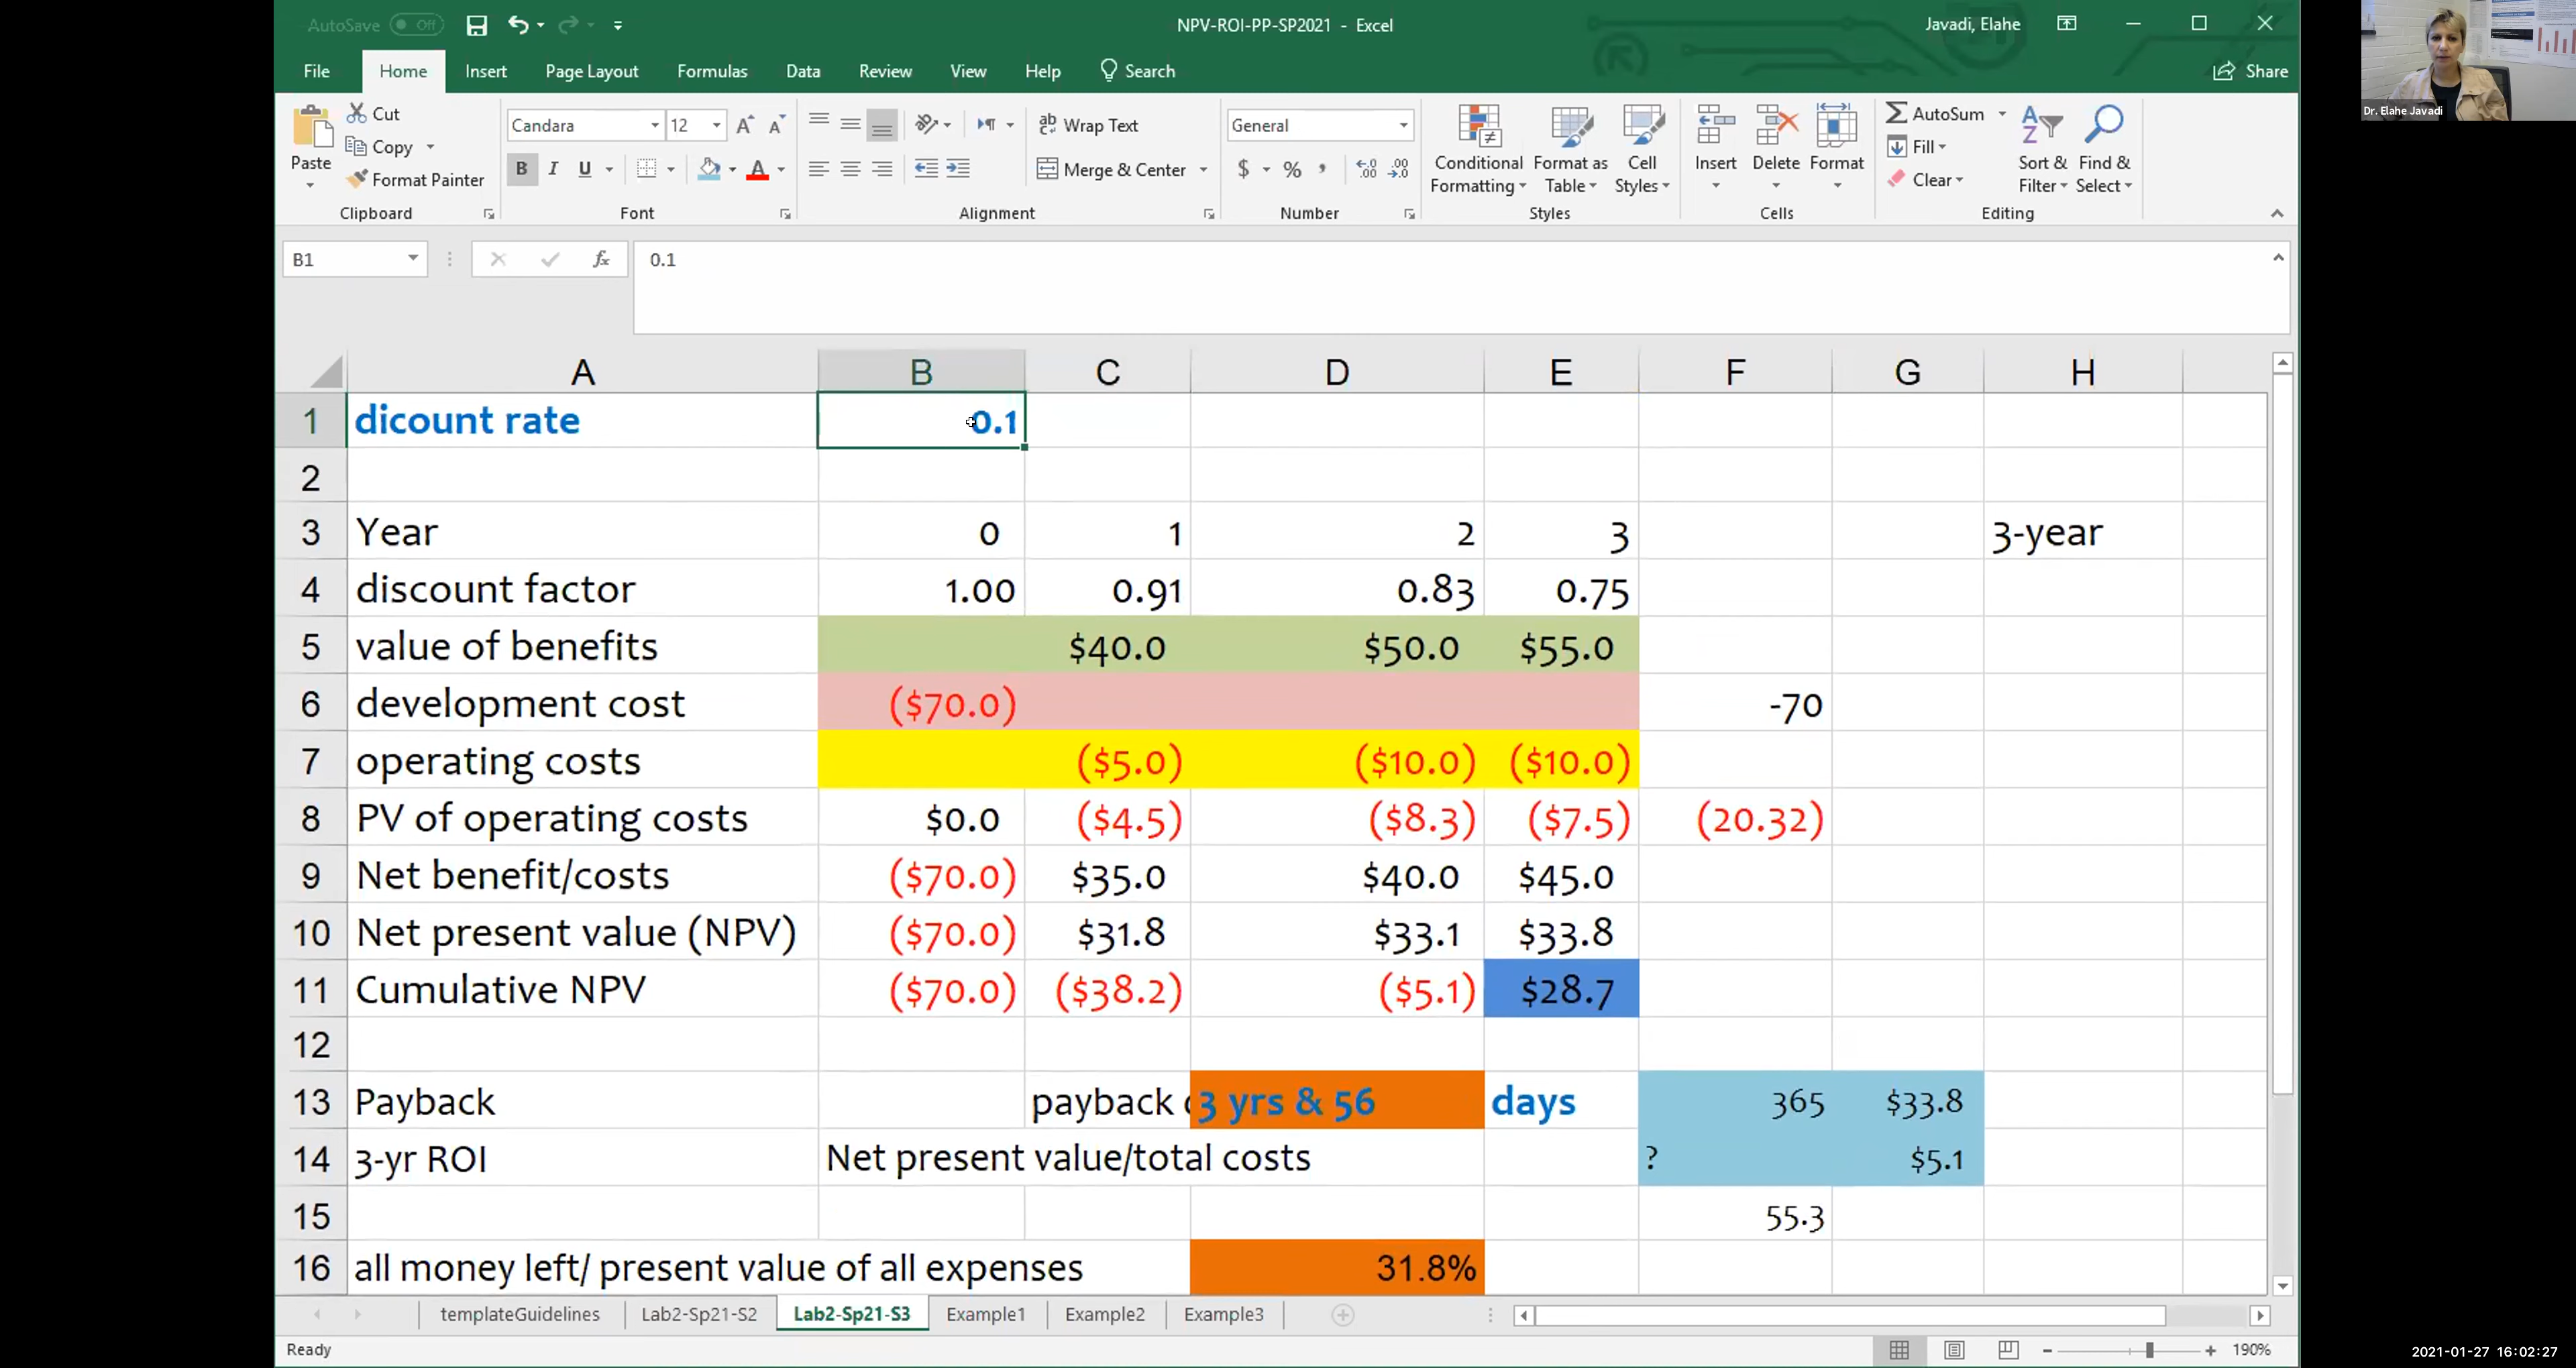 AutoSave Off NPV-ROI-PP-SP2021 - Excel Javadi, Elahe
File Home Insert Page Layout Formulas Data Review View Help Search Share
Dr. Elahe Javadi
Paste Cut Copy Format Painter Clipboard
Candara 12 B I U Font
Wrap Text Merge & Center Alignment
General $ % , Number
Conditional Formatting Format as Table Cell Styles Styles
Insert Delete Format Cells
AutoSum Fill Clear Sort & Filter Find & Select Editing
B1 fx 0.1
A B C D E F G H
1 dicount rate 0.1
2
3 Year 0 1 2 3 3-year
4 discount factor 1.00 0.91 0.83 0.75
5 value of benefits $40.0 $50.0 $55.0
6 development cost ($70.0) -70
7 operating costs ($5.0) ($10.0) ($10.0)
8 PV of operating costs $0.0 ($4.5) ($8.3) ($7.5) (20.32)
9 Net benefit/costs ($70.0) $35.0 $40.0 $45.0
10 Net present value (NPV) ($70.0) $31.8 $33.1 $33.8
11 Cumulative NPV ($70.0) ($38.2) ($5.1) $28.7
12
13 Payback payback 3 yrs & 56 days 365 $33.8
14 3-yr ROI Net present value/total costs ? $5.1
15 55.3
16 all money left/ present value of all expenses 31.8%
templateGuidelines Lab2-Sp21-S2 Lab2-Sp21-S3 Example1 Example2 Example3
Ready 190%
2021-01-27 16:02:27